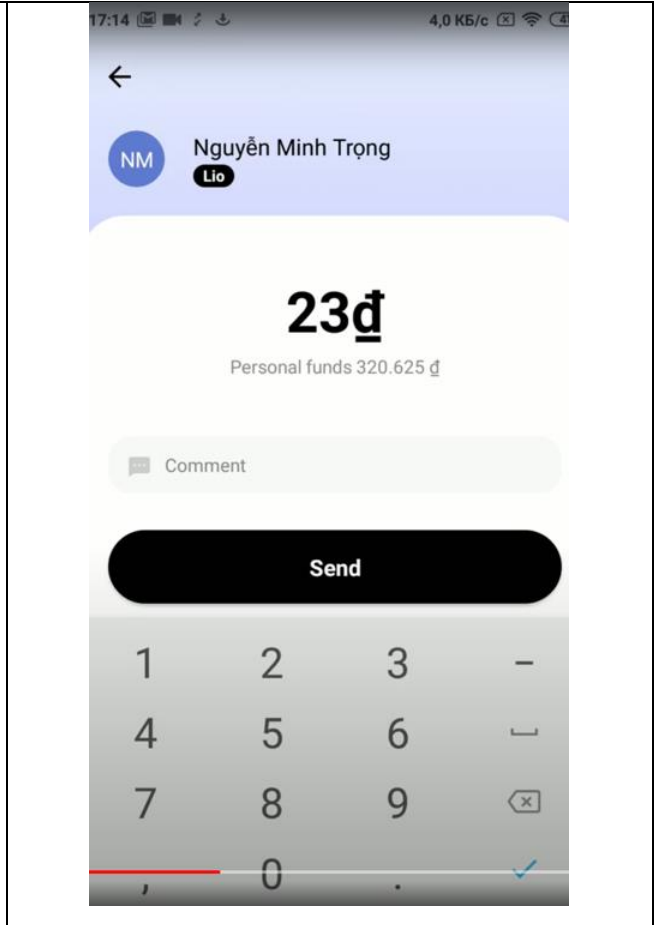 17:14 4,0 КБ/с
Nguyễn Minh Trọng
NM
Lio
23₫
Personal funds 320.625 ₫
Comment
Send
1 2 3 -
4 5 6
7 8 9
, 0 .